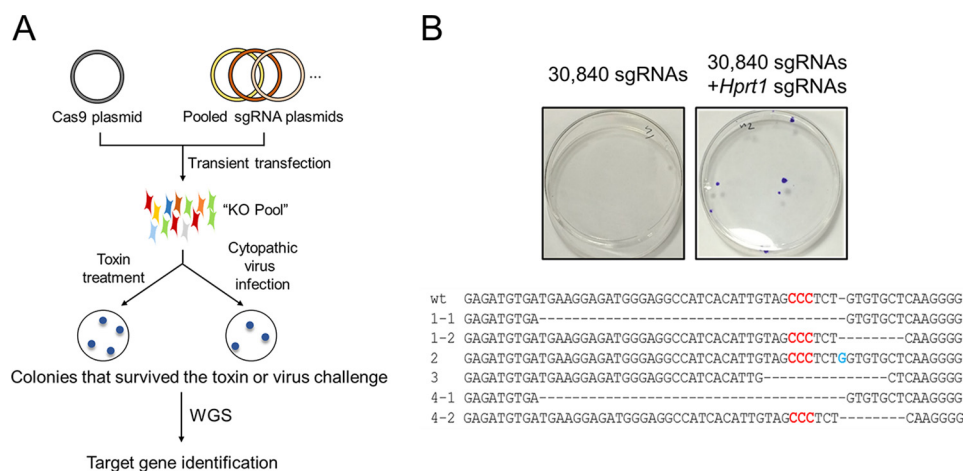 A
Cas9 plasmid
Pooled sgRNA plasmids
...
Transient transfection
“KO Pool”
Toxin treatment
Cytopathic virus infection
Colonies that survived the toxin or virus challenge
WGS
Target gene identification
B
30,840 sgRNAs
30,840 sgRNAs
+Hprt1 sgRNAs
wt GAGATGTGATGAAGGAGATGGGAGGCCATCACATTGTAGCCCTCT-GTGTGCTCAAGGGG
1-1 GAGATGTGA-------------------------------------GTGTGCTCAAGGGG
1-2 GAGATGTGATGAAGGAGATGGGAGGCCATCACATTGTAGCCCTCT--------CAAGGGG
2 GAGATGTGATGAAGGAGATGGGAGGCCATCACATTGTAGCCCTCTGGTGTGCTCAAGGGG
3 GAGATGTGATGAAGGAGATGGGAGGCCATCACATTG---------------CTCAAGGGG
4-1 GAGATGTGA-------------------------------------GTGTGCTCAAGGGG
4-2 GAGATGTGATGAAGGAGATGGGAGGCCATCACATTGTAGCCCTCT--------CAAGGGG